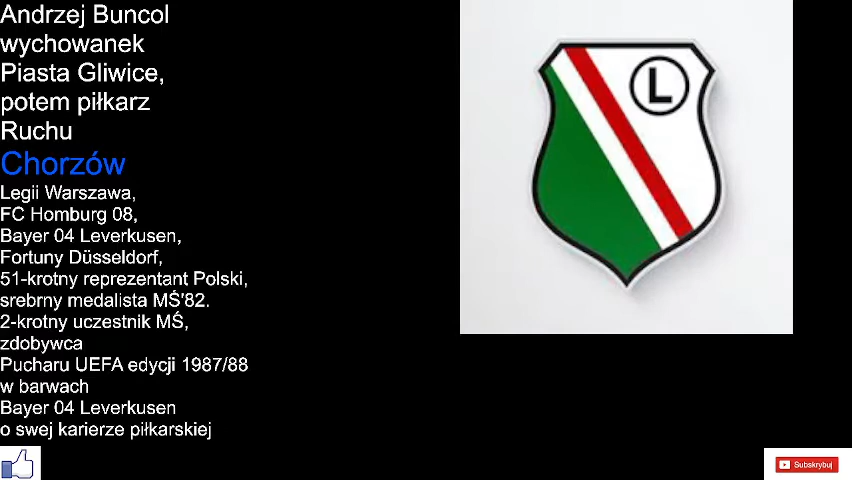 Andrzej Buncol
wychowanek
Piasta Gliwice,
potem piłkarz
Ruchu
Chorzów
Legii Warszawa,
FC Homburg 08,
Bayer 04 Leverkusen,
Fortuny Düsseldorf,
51-krotny reprezentant Polski,
srebrny medalista MŚ'82.
2-krotny uczestnik MŚ,
zdobywca
Pucharu UEFA edycji 1987/88
w barwach
Bayer 04 Leverkusen
o swej karierze piłkarskiej
L
Subskrybuj